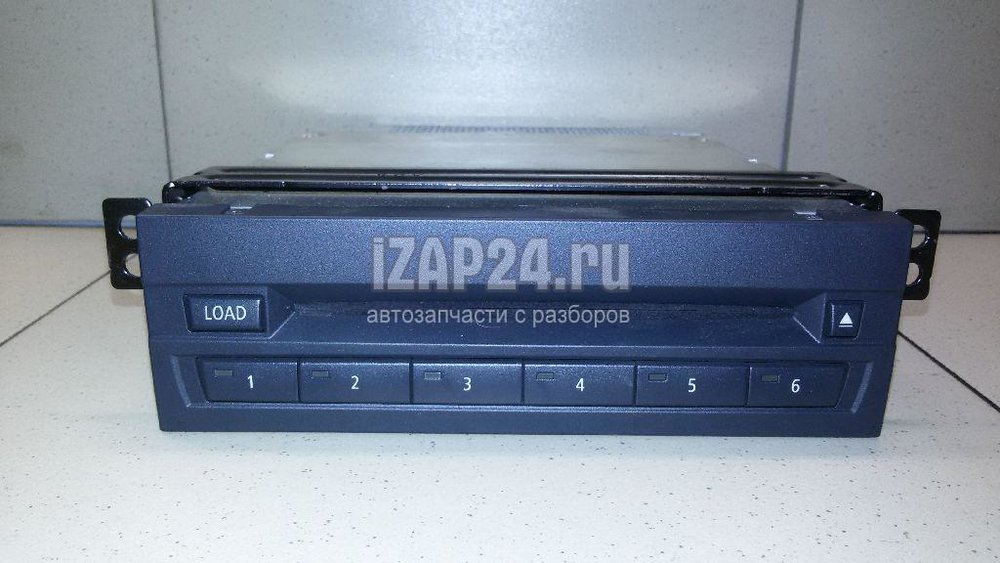 iZAP24.ru
автозапчасти с разборов
LOAD
1 2 3 4 5 6